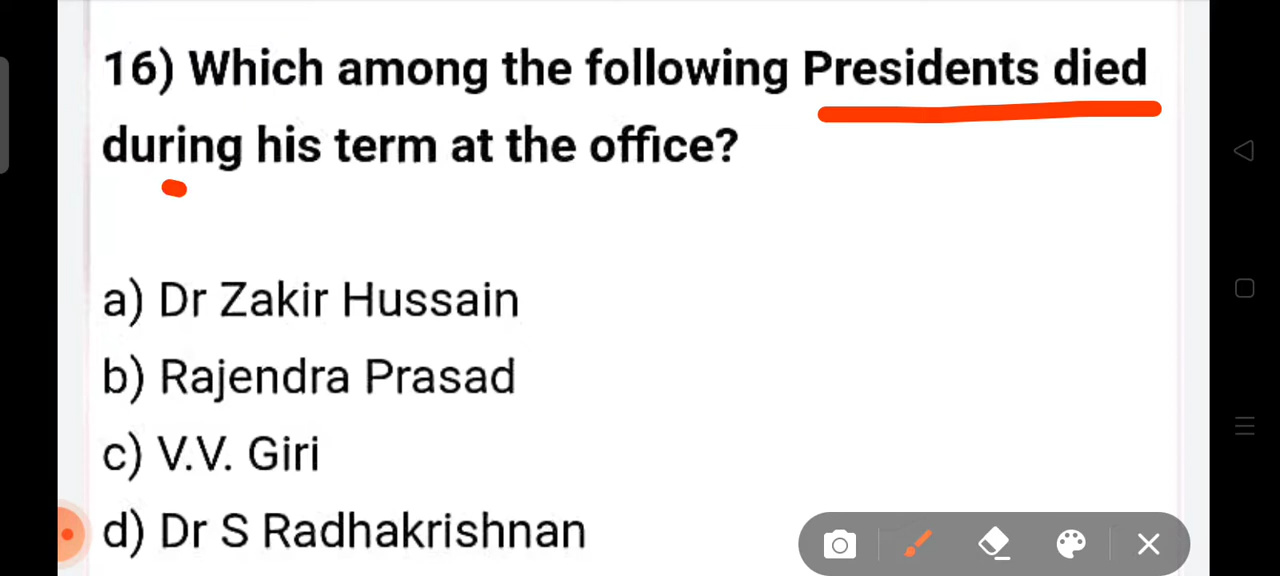 16) Which among the following Presidents died
during his term at the office?
a) Dr Zakir Hussain
b) Rajendra Prasad
c) V.V. Giri
d) Dr S Radhakrishnan